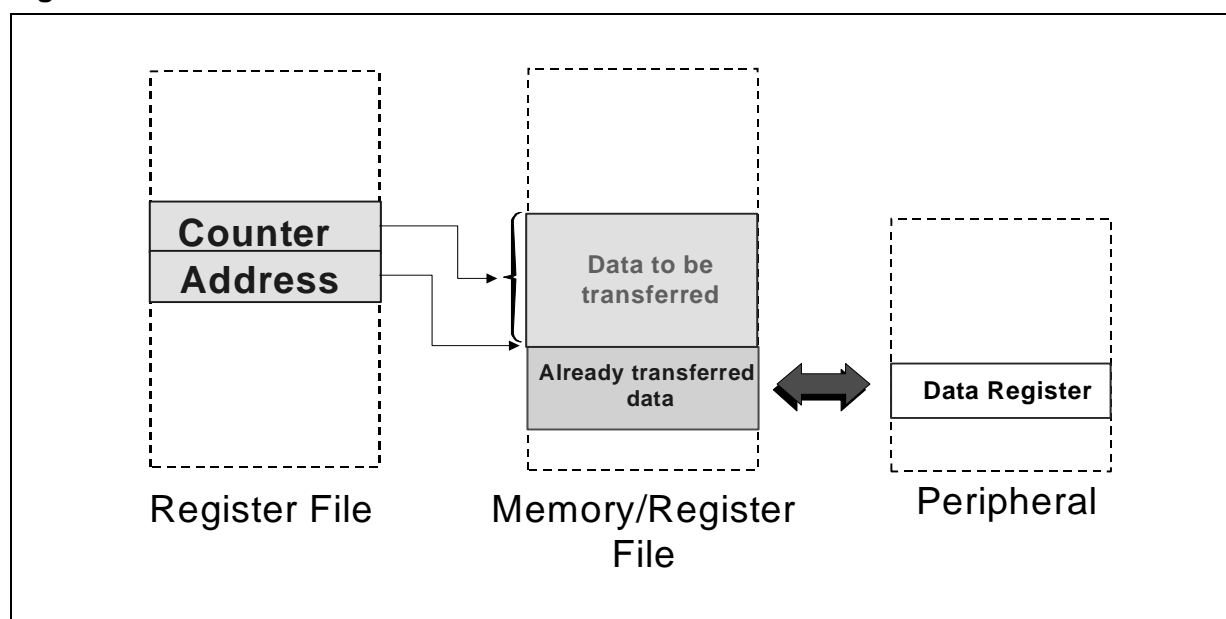 Counter
Address
Data to be
transferred
Already transferred
data
Data Register
Register File
Memory/Register
File
Peripheral